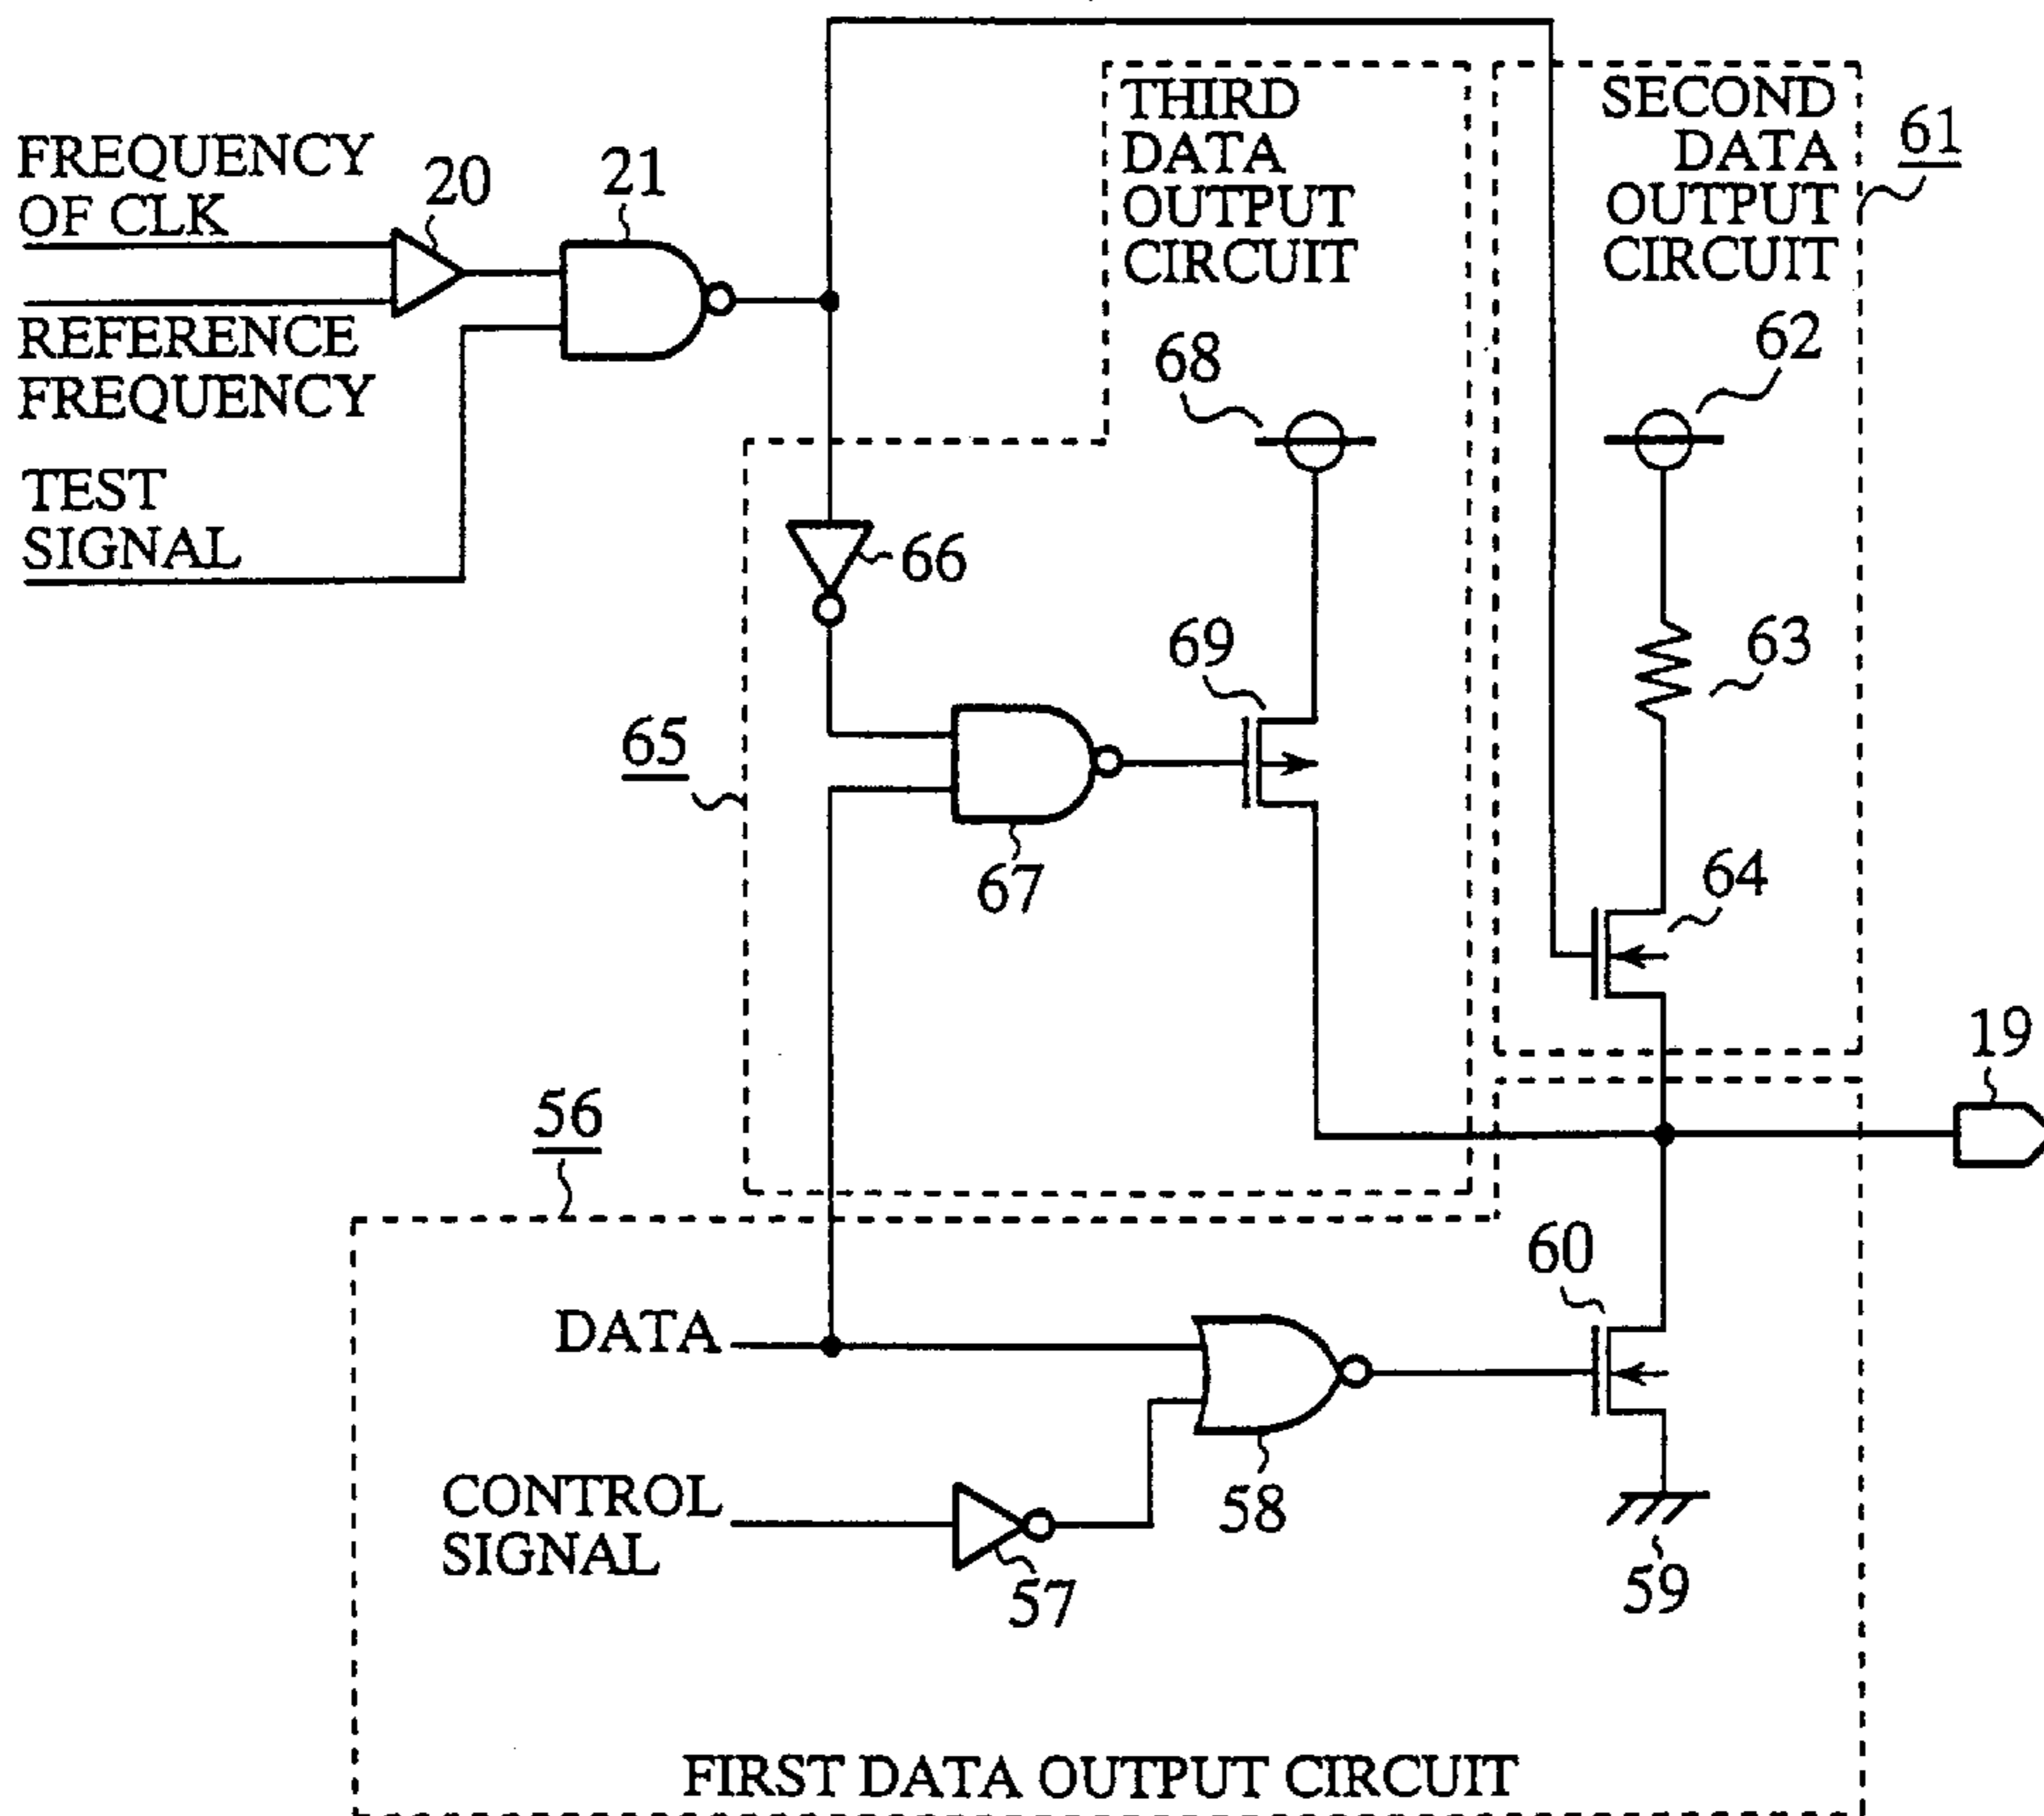 THIRD
DATA
OUTPUT
CIRCUIT
SECOND
DATA
OUTPUT
CIRCUIT
61
FREQUENCY
OF CLK
20
21
REFERENCE
FREQUENCY
68
62
TEST
SIGNAL
66
69
63
65
67
64
19
56
60
DATA
CONTROL
SIGNAL
58
57
59
FIRST DATA OUTPUT CIRCUIT